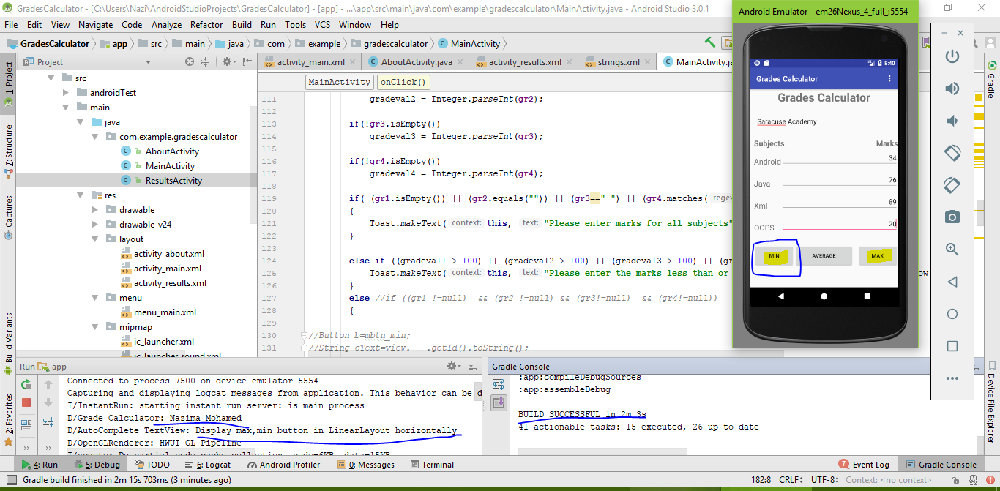 GradesCalculator - [C:\Users\Nazi\AndroidStudioProjects\GradesCalculator] - [app] - ...\app\src\main\java\com\example\gradescalculator\MainActivity.java - Android Studio 3.0.1
File Edit View Navigate Code Analyze Refactor Build Run Tools VCS Window Help
GradesCalculator app src main java com example gradescalculator MainActivity
Project
activity_main.xml AboutActivity.java activity_results.xml strings.xml MainActivity.ja
1: Project
7: Structure
Captures
Build Variants
2: Favorites
src
androidTest
main
java
com.example.gradescalculator
AboutActivity
MainActivity
ResultsActivity
res
drawable
drawable-v24
layout
activity_about.xml
activity_main.xml
activity_results.xml
menu
menu_main.xml
mipmap
ic_launcher.xml
ic_launcher_round.xml
MainActivity onClick()
111 gradeval2 = Integer.parseInt(gr2);
112
113 if(!gr3.isEmpty())
114 gradeval3 = Integer.parseInt(gr3);
115
116 if(!gr4.isEmpty())
117 gradeval4 = Integer.parseInt(gr4);
118
119 if( (gr1.isEmpty()) || (gr2.equals("")) || (gr3==" ") || (gr4.matches( regex
120 {
121 Toast.makeText( context: this, text: "Please enter marks for all subjects"
122 }
123
124 else if ((gradeval1 > 100) || (gradeval2 > 100) || (gradeval3 > 100) || (gr
125 Toast.makeText( context: this, text: "Please enter the marks less than or
126 }
127 else //if ((gr1 !=null) && (gr2 !=null) && (gr3!=null) && (gr4!=null))
128 {
129
130 //Button b=mbtn_min;
131 //String cText=view. .getId().toString();
ow
Android Emulator - em26Nexus_4_full_:5554
8:40
Grades Calculator
Grades Calculator
Saracuse Academy
Subjects Marks
Android 34
Java 76
Xml 89
OOPS 20
MIN AVERAGE MAX
Gradle
Device File Explorer
Run app
Connected to process 7500 on device emulator-5554
Capturing and displaying logcat messages from application. This behavior can be d
I/InstantRun: starting instant run server: is main process
D/Grade Calculator: Nazima Mohamed
D/AutoComplete TextView: Display max,min button in LinearLayout horizontally
D/OpenGLRenderer: HWUI GL Pipeline
I/zygote: Do partial code cache collection, code=6KB, data=15KB
Gradle Console
:app:compileDebugSources
:app:assembleDebug
BUILD SUCCESSFUL in 2m 3s
41 actionable tasks: 15 executed, 26 up-to-date
4: Run 5: Debug TODO 6: Logcat Android Profiler 0: Messages Terminal 7 Event Log Gradle Console
Gradle build finished in 2m 15s 703ms (3 minutes ago) 182:8 CRLF UTF-8 Context: <no context>